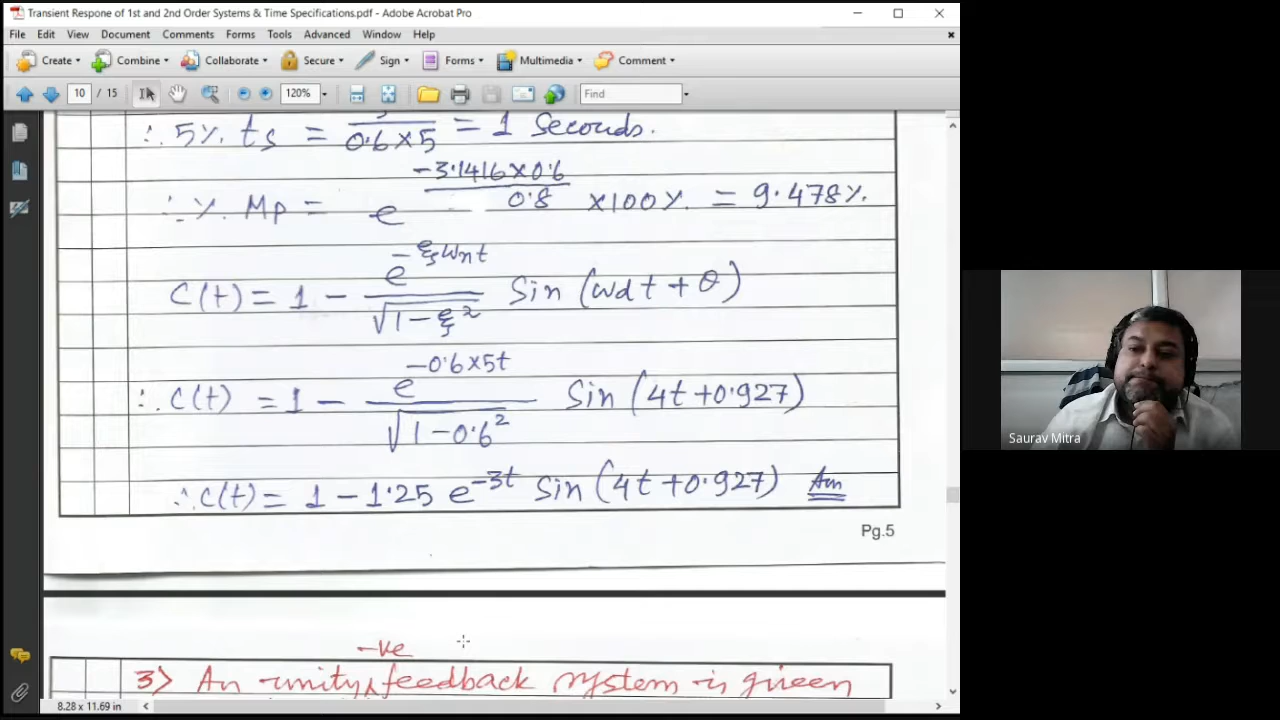 Transient Respone of 1st and 2nd Order Systems & Time Specifications.pdf - Adobe Acrobat Pro
File Edit View Document Comments Forms Tools Advanced Window Help
Create Combine Collaborate Secure Sign Forms Multimedia Comment
10 / 15 120% Find
∴ 5% ts = / 0.6×5 = 1 Seconds.
∴ % Mp = e^(-3.1416×0.6 / 0.8) ×100% = 9.478%
C(t) = 1 - e^(-ξωnt) / √(1-ξ²) Sin (ωdt + θ)
∴ C(t) = 1 - e^(-0.6×5t) / √(1-0.6²) Sin (4t+0.927)
∴ C(t) = 1 - 1.25 e^(-3t) Sin (4t+0.927) Ans
Pg.5
-ve
3> An unity feedback system is given
8.28 x 11.69 in
Saurav Mitra